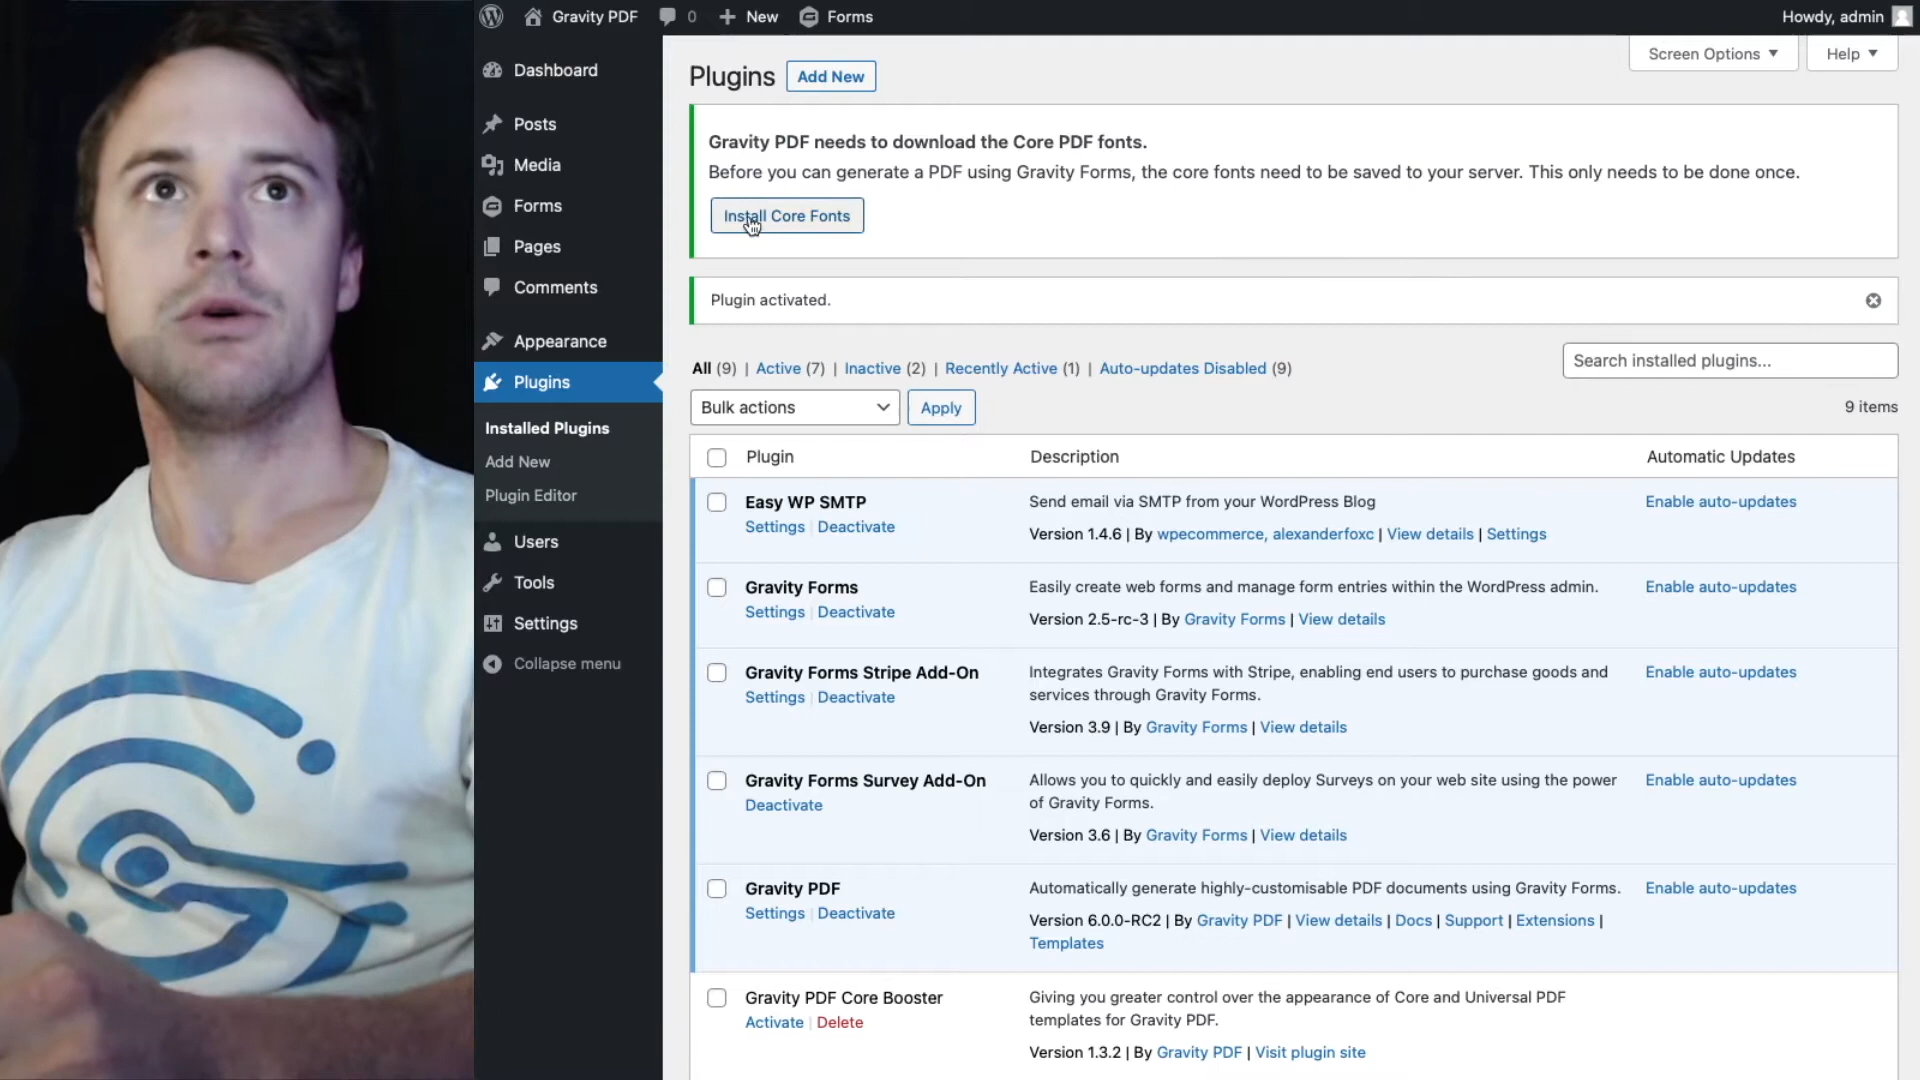 Gravity PDF
0
New
Forms
Howdy, admin
Dashboard
Posts
Media
Forms
Pages
Comments
Appearance
Plugins
Installed Plugins
Add New
Plugin Editor
Users
Tools
Settings
Collapse menu
Screen Options
Help
Plugins
Add New
Gravity PDF needs to download the Core PDF fonts.
Before you can generate a PDF using Gravity Forms, the core fonts need to be saved to your server. This only needs to be done once.
Install Core Fonts
Plugin activated.
All (9) | Active (7) | Inactive (2) | Recently Active (1) | Auto-updates Disabled (9)
Search installed plugins...
Bulk actions
Apply
9 items
Plugin
Description
Automatic Updates
Easy WP SMTP
Settings | Deactivate
Send email via SMTP from your WordPress Blog
Version 1.4.6 | By wpecommerce, alexanderfoxc | View details | Settings
Enable auto-updates
Gravity Forms
Settings | Deactivate
Easily create web forms and manage form entries within the WordPress admin.
Version 2.5-rc-3 | By Gravity Forms | View details
Enable auto-updates
Gravity Forms Stripe Add-On
Settings | Deactivate
Integrates Gravity Forms with Stripe, enabling end users to purchase goods and
services through Gravity Forms.
Version 3.9 | By Gravity Forms | View details
Enable auto-updates
Gravity Forms Survey Add-On
Deactivate
Allows you to quickly and easily deploy Surveys on your web site using the power
of Gravity Forms.
Version 3.6 | By Gravity Forms | View details
Enable auto-updates
Gravity PDF
Settings | Deactivate
Automatically generate highly-customisable PDF documents using Gravity Forms.
Version 6.0.0-RC2 | By Gravity PDF | View details | Docs | Support | Extensions |
Templates
Enable auto-updates
Gravity PDF Core Booster
Activate | Delete
Giving you greater control over the appearance of Core and Universal PDF
templates for Gravity PDF.
Version 1.3.2 | By Gravity PDF | Visit plugin site